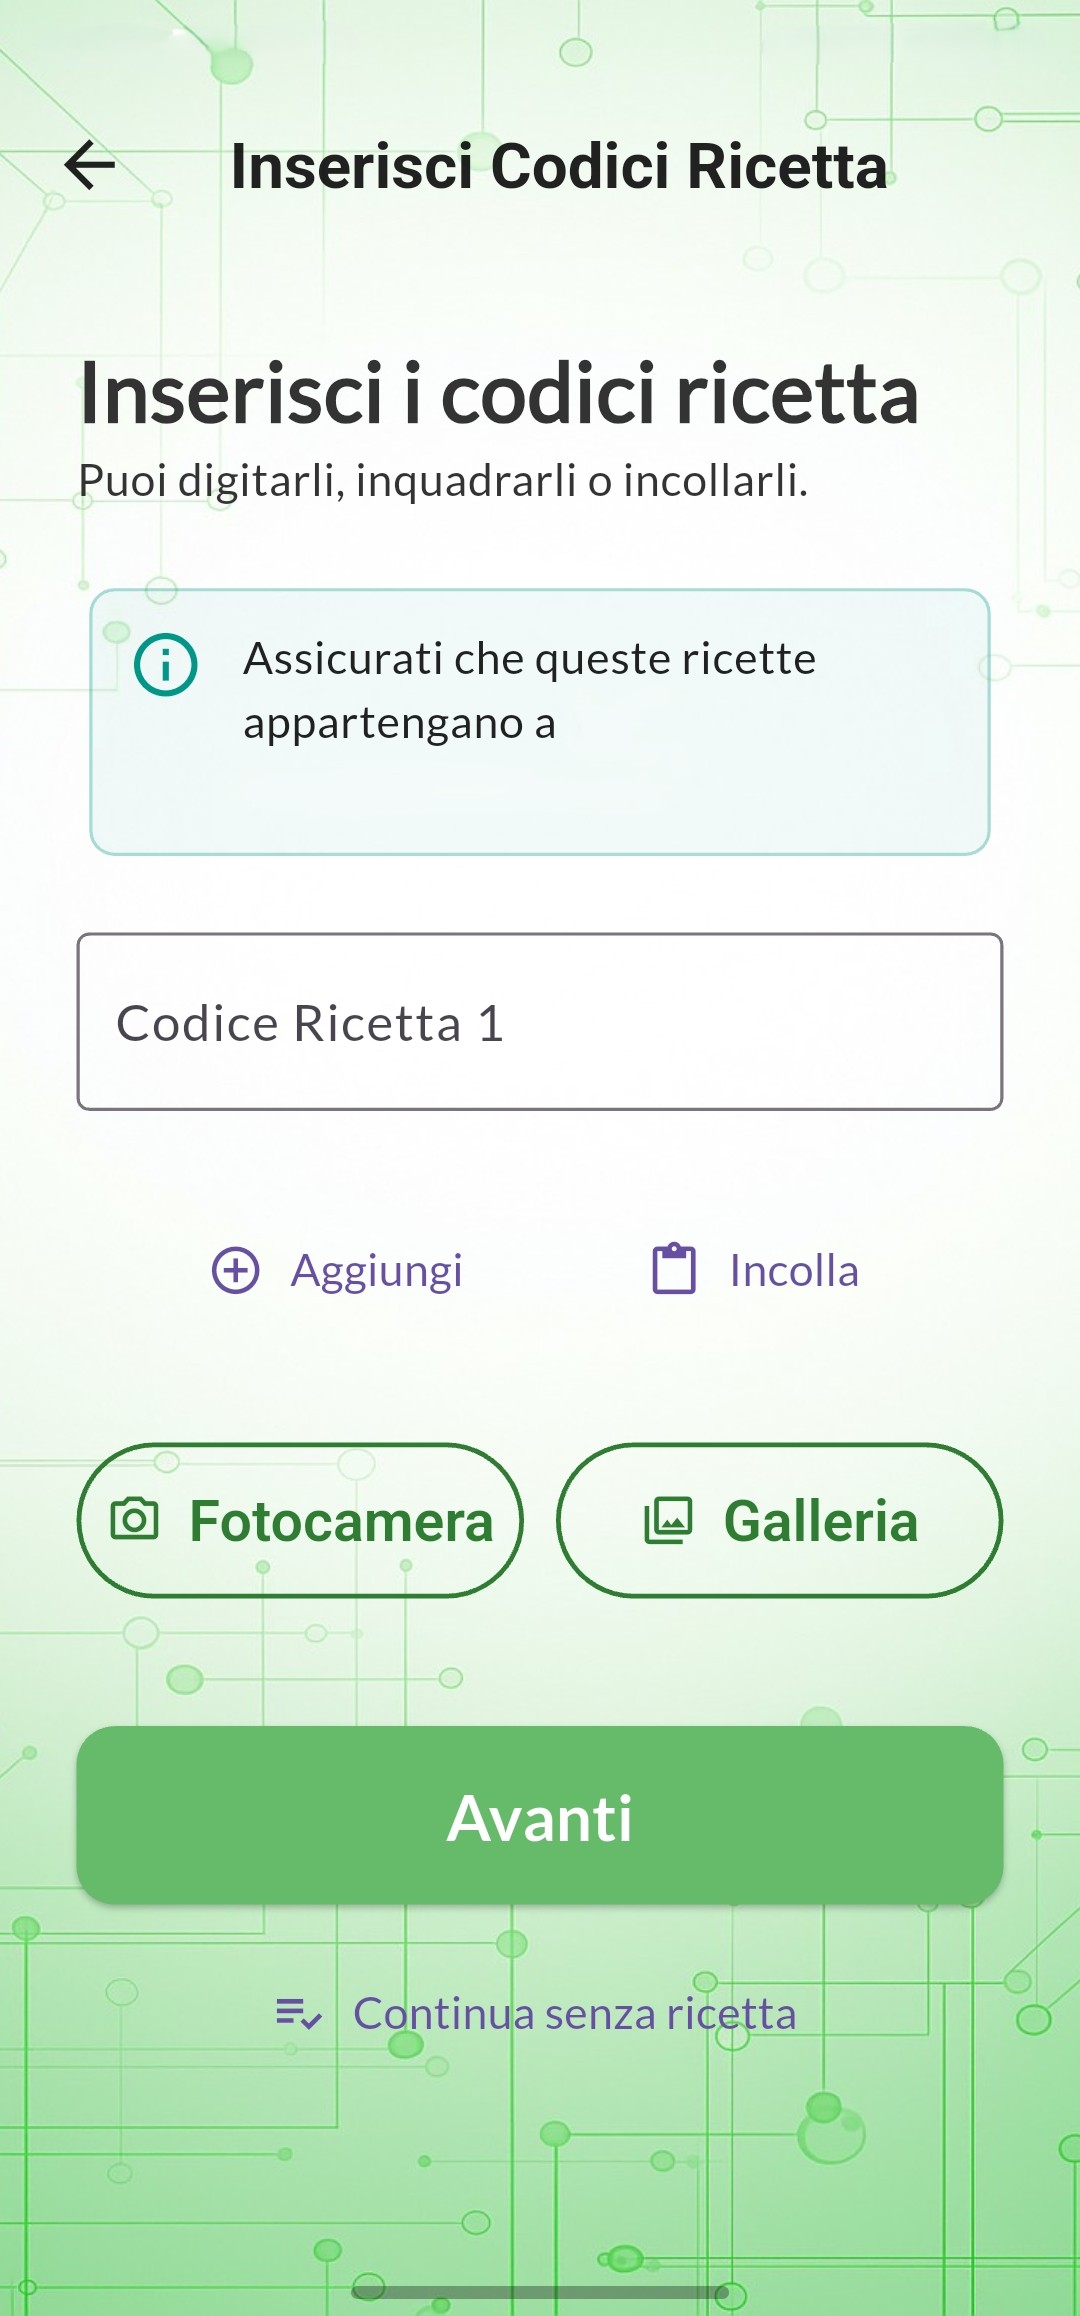 Inserisci Codici Ricetta
Inserisci i codici ricetta
Puoi digitarli, inquadrarli o incollarli.
Assicurati che queste ricette
appartengano a
Codice Ricetta 1
Aggiungi
Incolla
Fotocamera
Galleria
Avanti
Continua senza ricetta